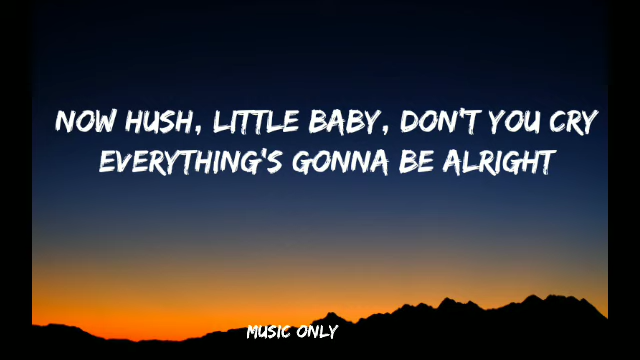 NOW HUSH, LITTLE BABY, DON'T YOU CRY
EVERYTHING'S GONNA BE ALRIGHT
MUSIC ONLY